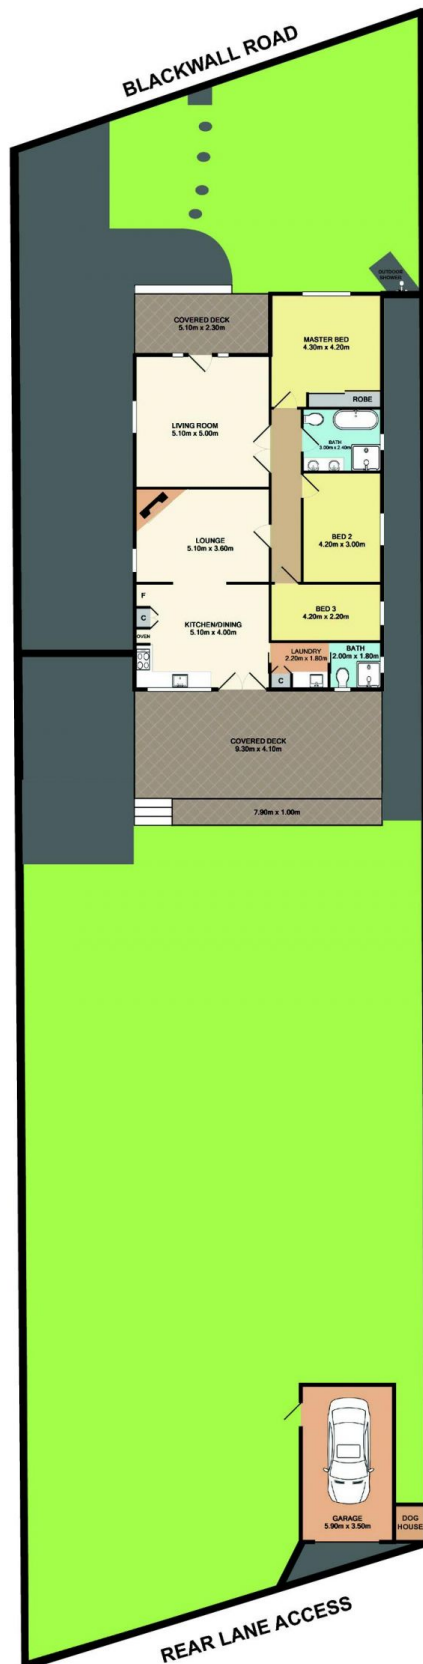 BLACKWALL ROAD
OUTDOOR
SHOWER
COVERED DECK
5.10m x 2.30m
MASTER BED
4.30m x 4.20m
ROBE
LIVING ROOM
5.10m x 5.00m
BATH
3.00m x 2.40m
LOUNGE
5.10m x 3.60m
BED 2
4.20m x 3.00m
F
C
OVEN
KITCHEN/DINING
5.10m x 4.00m
BED 3
4.20m x 2.20m
LAUNDRY
2.20m x 1.80m
C
BATH
2.00m x 1.80m
COVERED DECK
9.30m x 4.10m
7.90m x 1.00m
GARAGE
5.90m x 3.50m
DOG
HOUSE
REAR LANE ACCESS